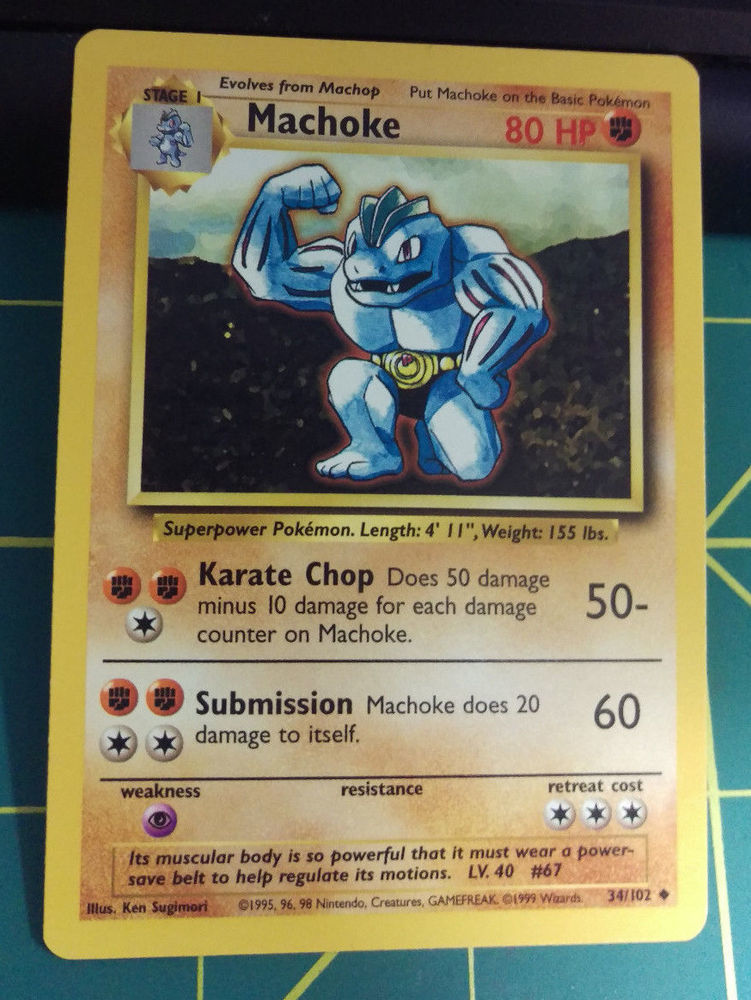 Evolves from Machop
Put Machoke on the Basic Pokémon
STAGE 1
Machoke
80 HP
Superpower Pokémon. Length: 4' 11", Weight: 155 lbs.
Karate Chop Does 50 damage
minus 10 damage for each damage
counter on Machoke.
50-
Submission Machoke does 20
damage to itself.
60
weakness
resistance
retreat cost
Its muscular body is so powerful that it must wear a power-
save belt to help regulate its motions. LV. 40 #67
Illus. Ken Sugimori
©1995, 96, 98 Nintendo, Creatures, GAMEFREAK. ©1999 Wizards.
34/102